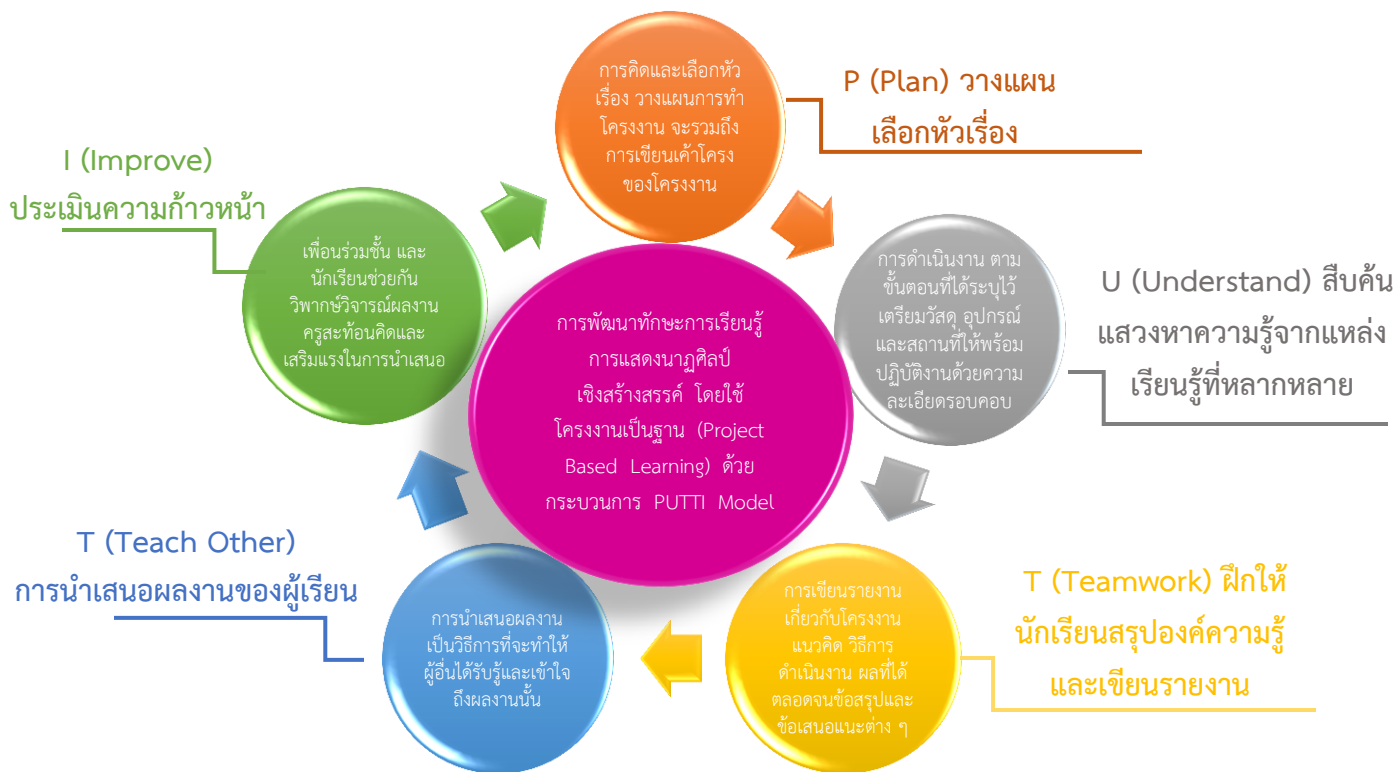 การคิดและเลือกหัว
เรื่อง วางแผนการทำ
โครงงาน จะรวมถึง
การเขียนเค้าโครง
ของโครงงาน
P (Plan) วางแผน
เลือกหัวเรื่อง
I (Improve)
ประเมินความก้าวหน้า
เพื่อนร่วมชั้น และ
นักเรียนช่วยกัน
วิพากษ์วิจารณ์ผลงาน
ครูสะท้อนคิดและ
เสริมแรงในการนำเสนอ
การดำเนินงาน ตาม
ขั้นตอนที่ได้ระบุไว้
เตรียมวัสดุ อุปกรณ์
และสถานที่ให้พร้อม
ปฏิบัติงานด้วยความ
ละเอียดรอบคอบ
U (Understand) สืบค้น
แสวงหาความรู้จากแหล่ง
เรียนรู้ที่หลากหลาย
การพัฒนาทักษะการเรียนรู้
การแสดงนาฏศิลป์
เชิงสร้างสรรค์ โดยใช้
โครงงานเป็นฐาน (Project
Based Learning) ด้วย
กระบวนการ PUTTI Model
T (Teach Other)
การนำเสนอผลงานของผู้เรียน
การนำเสนอผลงาน
เป็นวิธีการที่จะทำให้
ผู้อื่นได้รับรู้และเข้าใจ
ถึงผลงานนั้น
การเขียนรายงาน
เกี่ยวกับโครงงาน
แนวคิด วิธีการ
ดำเนินงาน ผลที่ได้
ตลอดจนข้อสรุปและ
ข้อเสนอแนะต่าง ๆ
T (Teamwork) ฝึกให้
นักเรียนสรุปองค์ความรู้
และเขียนรายงาน